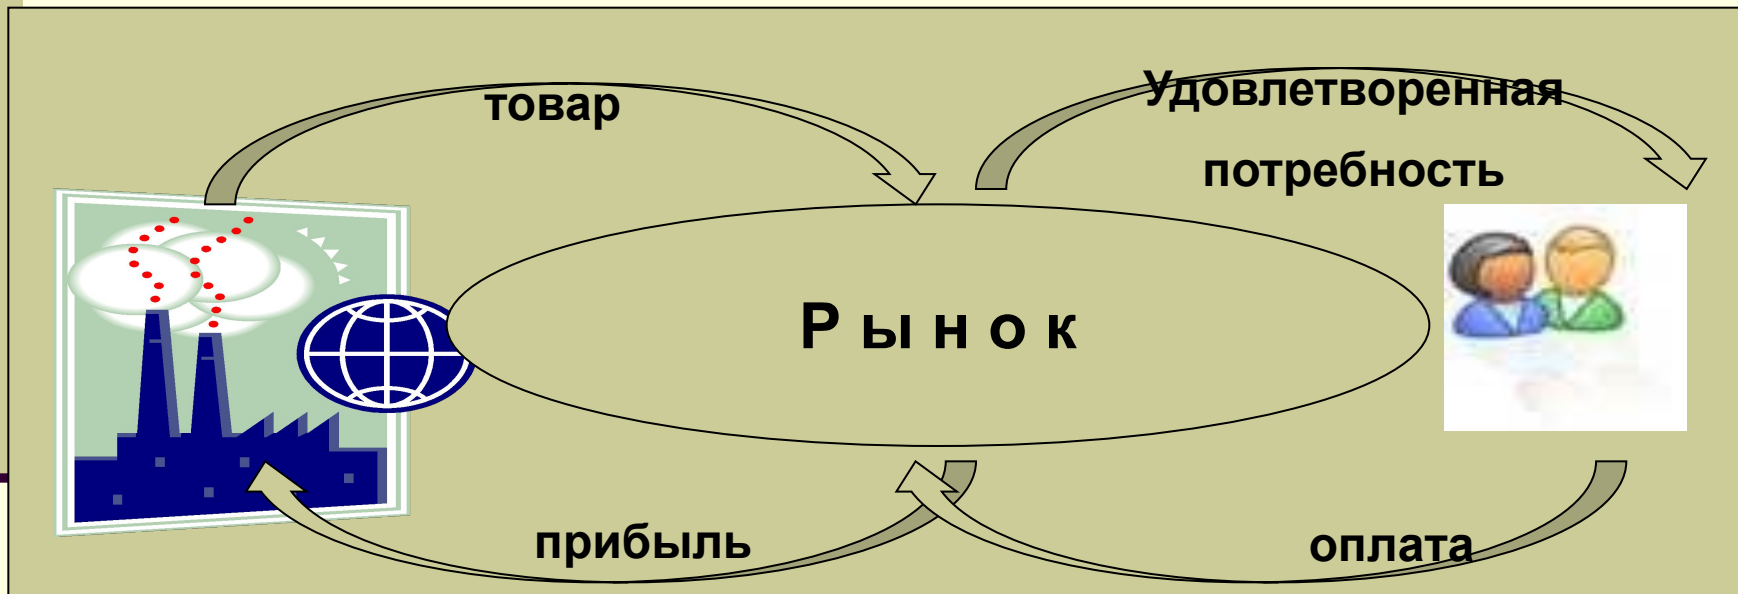 товар
Удовлетворенная
потребность
Р ы н о к
прибыль
оплата